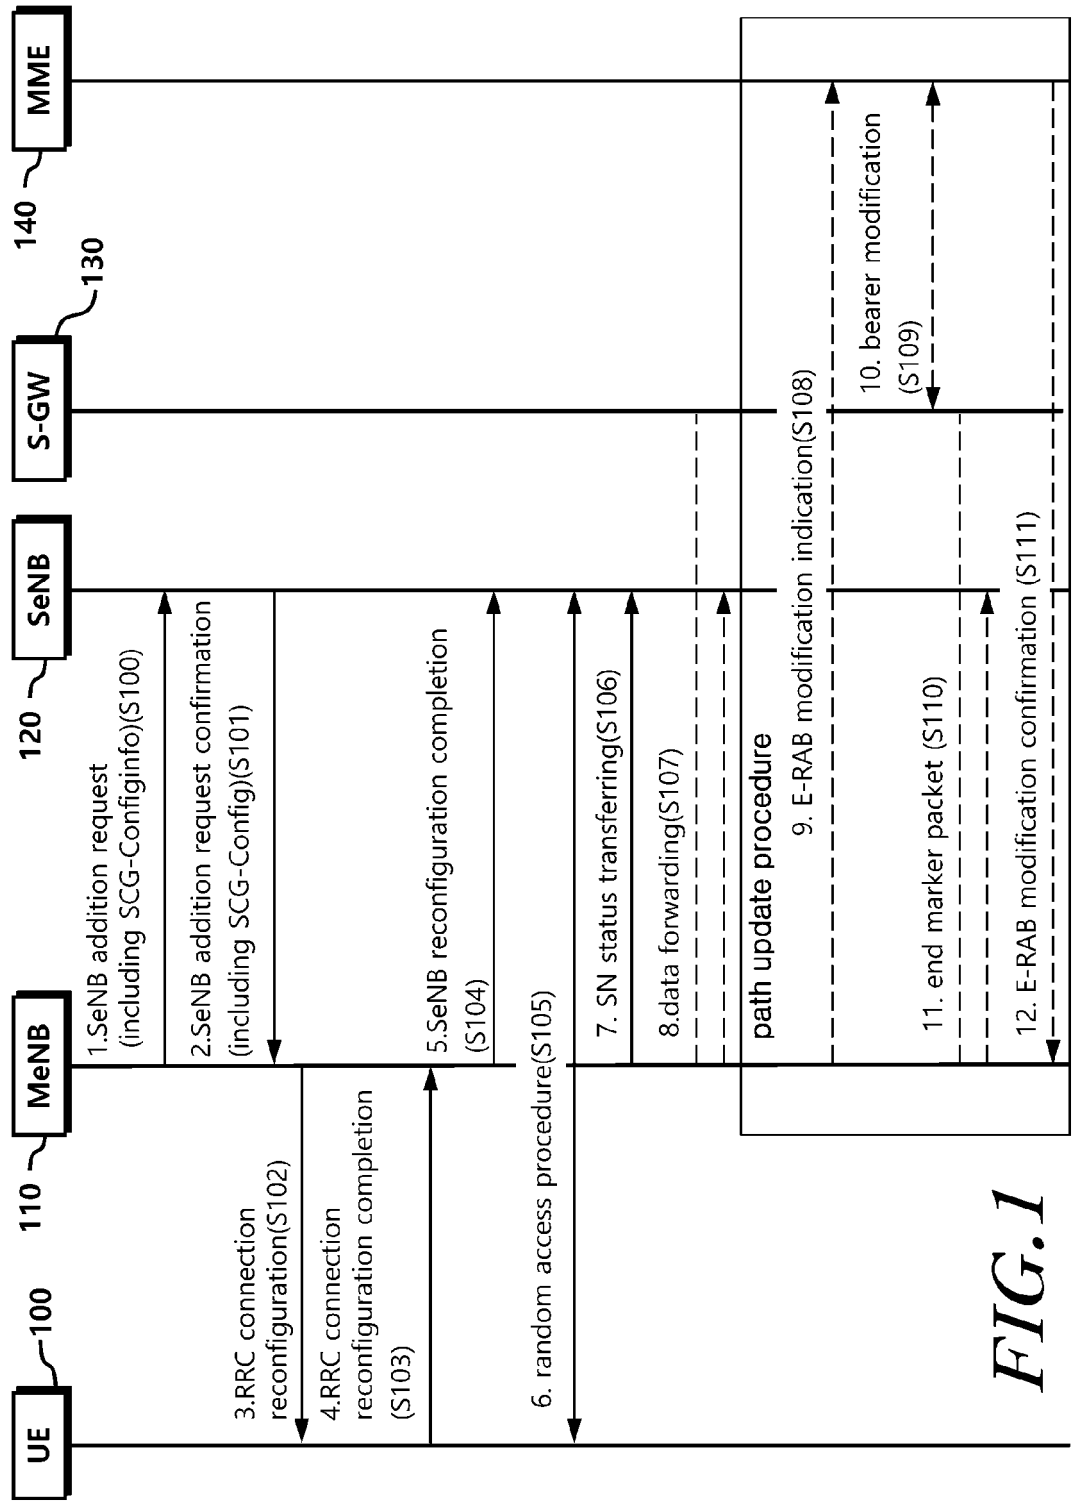 UE
MeNB
SeNB
S-GW
MME
100
110
120
130
140
1.SeNB addition request
(including SCG-Configinfo)(S100)
2.SeNB addition request confirmation
(including SCG-Config)(S101)
3.RRC connection
reconfiguration(S102)
4.RRC connection
reconfiguration completion
(S103)
5.SeNB reconfiguration completion
(S104)
6. random access procedure(S105)
7. SN status transferring(S106)
8.data forwarding(S107)
path update procedure
9. E-RAB modification indication(S108)
10. bearer modification
(S109)
11. end marker packet (S110)
12. E-RAB modification confirmation (S111)
FIG.1